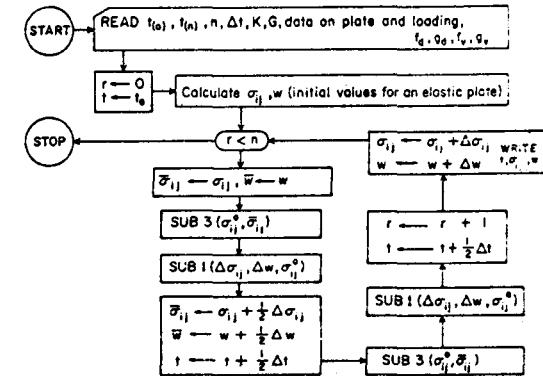 START
READ t(o), t(n), n, Δt, K, G, data on plate and loading,
fd, gd, fv, gv
r ← 0
t ← to
Calculate σij, w (initial values for an elastic plate)
STOP
r < n
σij ← σij + Δσij WRITE
w ← w + Δw t, σij, w
σ̅ij ← σij, w̅ ← w
SUB 3 (σ°ij, σ̅ij)
r ← r + 1
t ← t + ½ Δt
SUB 1 (Δσij, Δw, σ°ij)
SUB 1 (Δσij, Δw, σ°ij)
σ̅ij ← σij + ½ Δσij
w̅ ← w + ½ Δw
t ← t + ½ Δt
SUB 3 (σ°ij, σ̅ij)